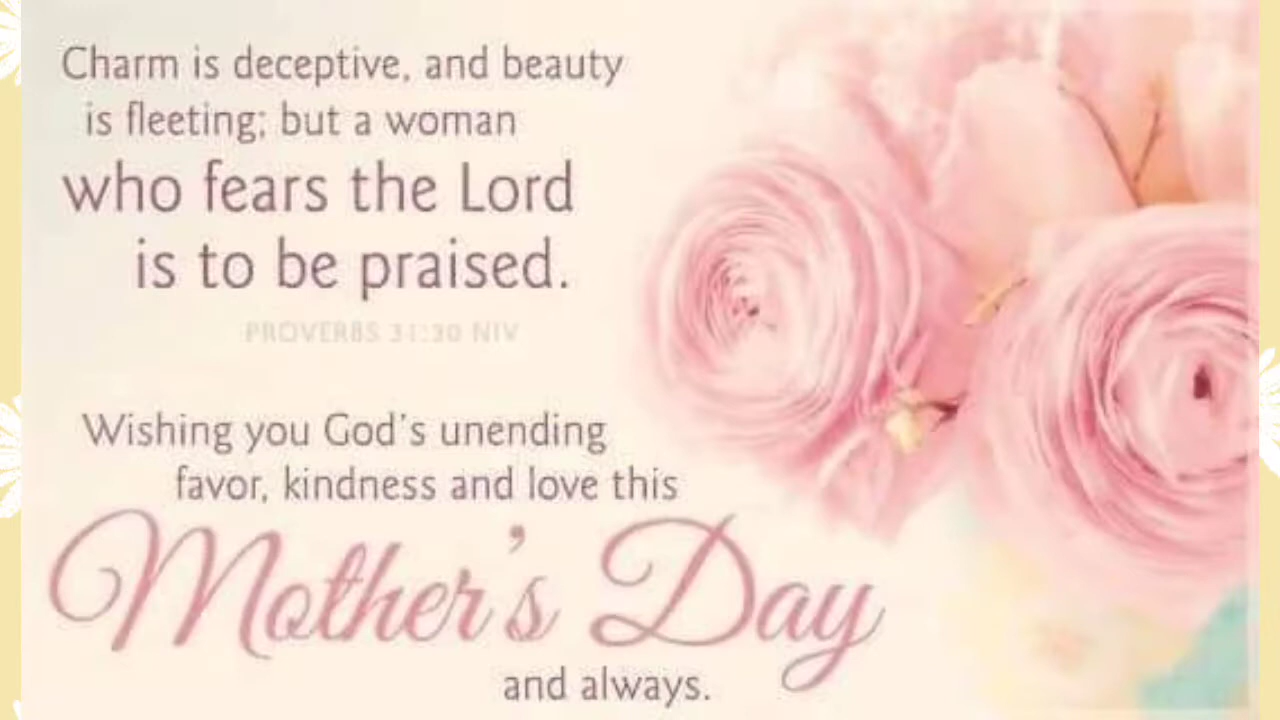 Charm is deceptive, and beauty
is fleeting; but a woman
who fears the Lord
is to be praised.
PROVERBS 31:30 NIV
Wishing you God's unending
favor, kindness and love this
Mother's Day
and always.